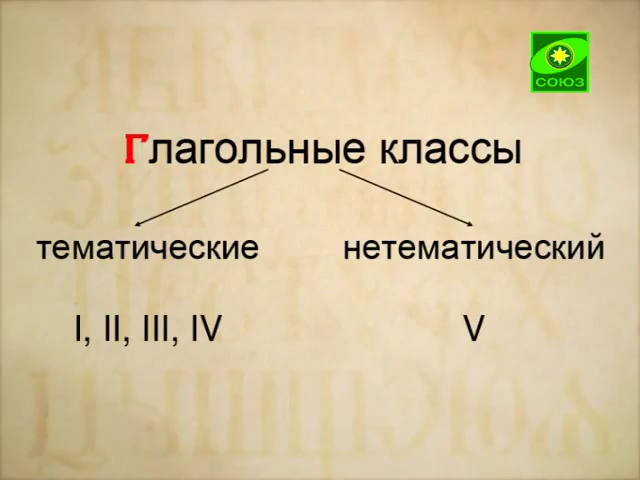 СОЮЗ
Глагольные классы
тематические нетематический
I, II, III, IV V